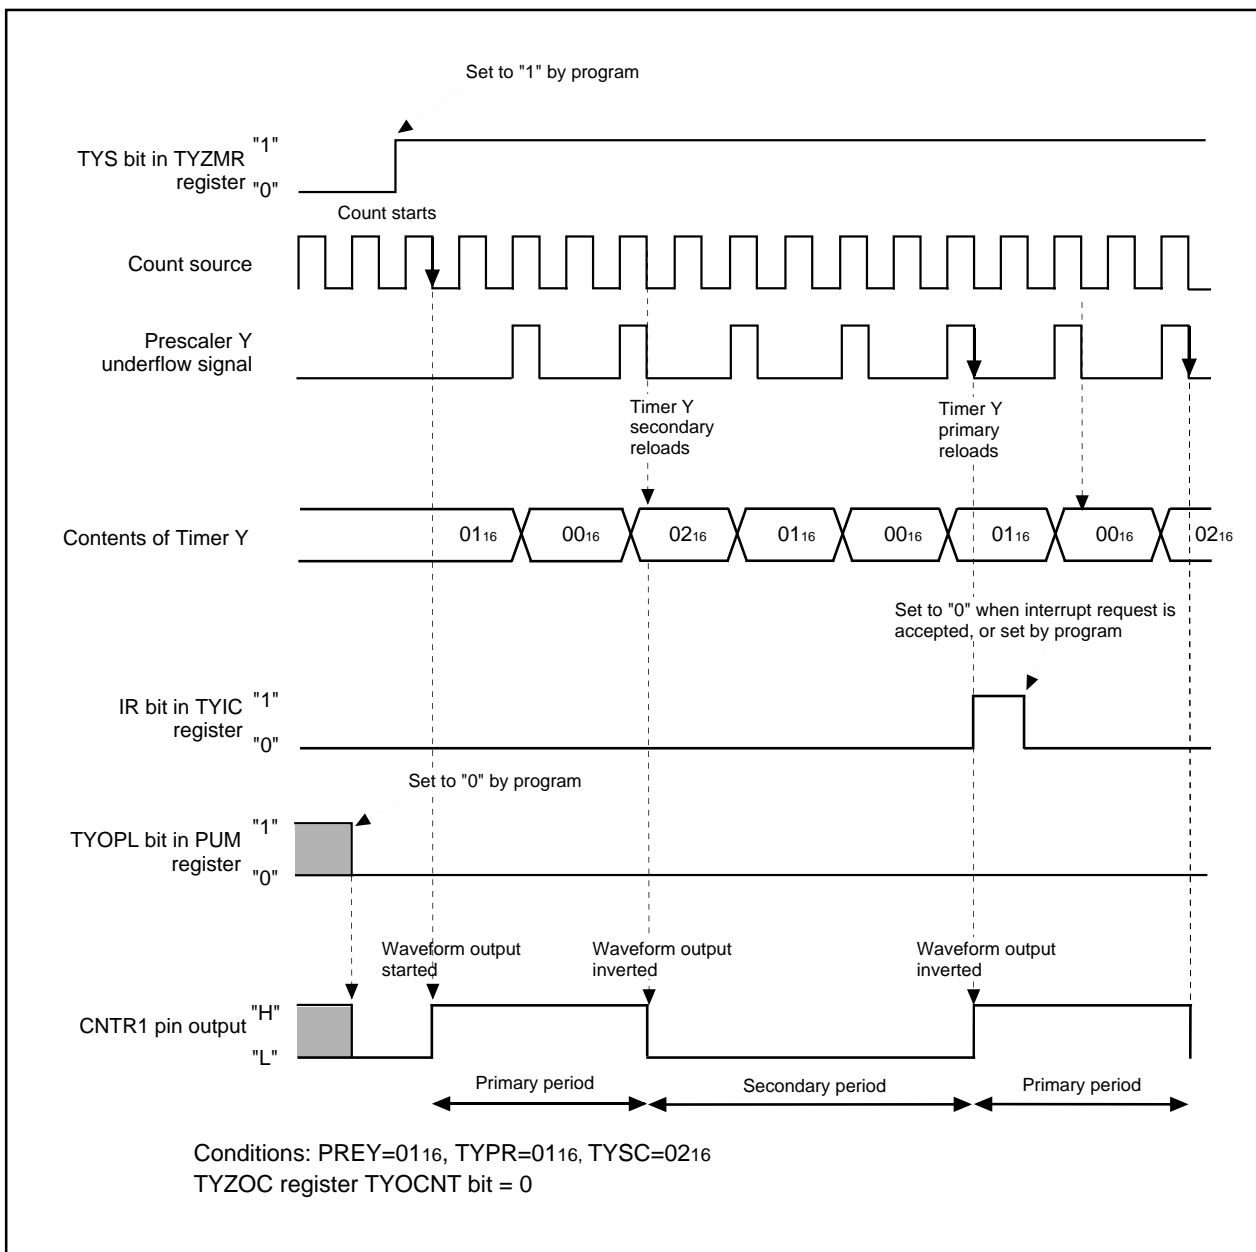 Set to "1" by program
"1"
TYS bit in TYZMR
register
"0"
Count starts
Count source
Prescaler Y
underflow signal
Timer Y
secondary
reloads
Timer Y
primary
reloads
Contents of Timer Y
0116 0016 0216 0116 0016 0116 0016 0216
Set to "0" when interrupt request is
accepted, or set by program
"1"
IR bit in TYIC
register
"0"
Set to "0" by program
"1"
TYOPL bit in PUM
register
"0"
Waveform output
started
Waveform output
inverted
Waveform output
inverted
"H"
CNTR1 pin output
"L"
Primary period
Secondary period
Primary period
Conditions: PREY=0116, TYPR=0116, TYSC=0216
TYZOC register TYOCNT bit = 0